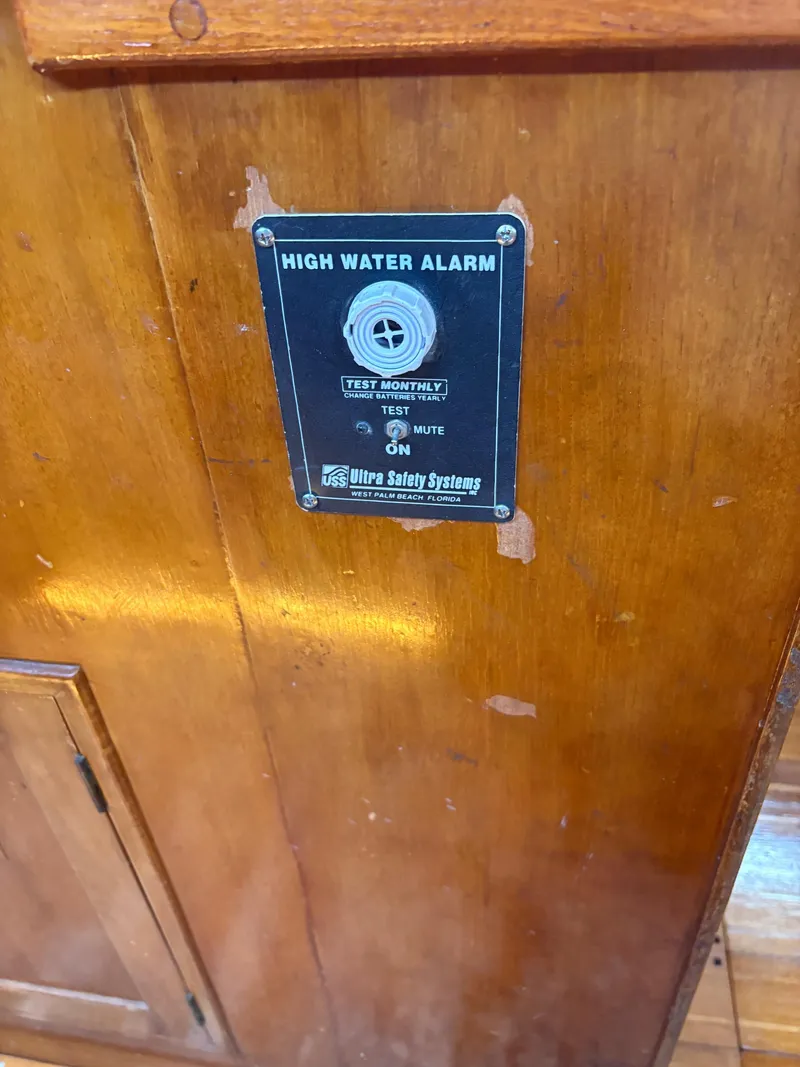 HIGH WATER ALARM
TEST MONTHLY
CHANGE BATTERIES YEARLY
TEST
MUTE
ON
USS Ultra Safety Systems INC
WEST PALM BEACH FLORIDA